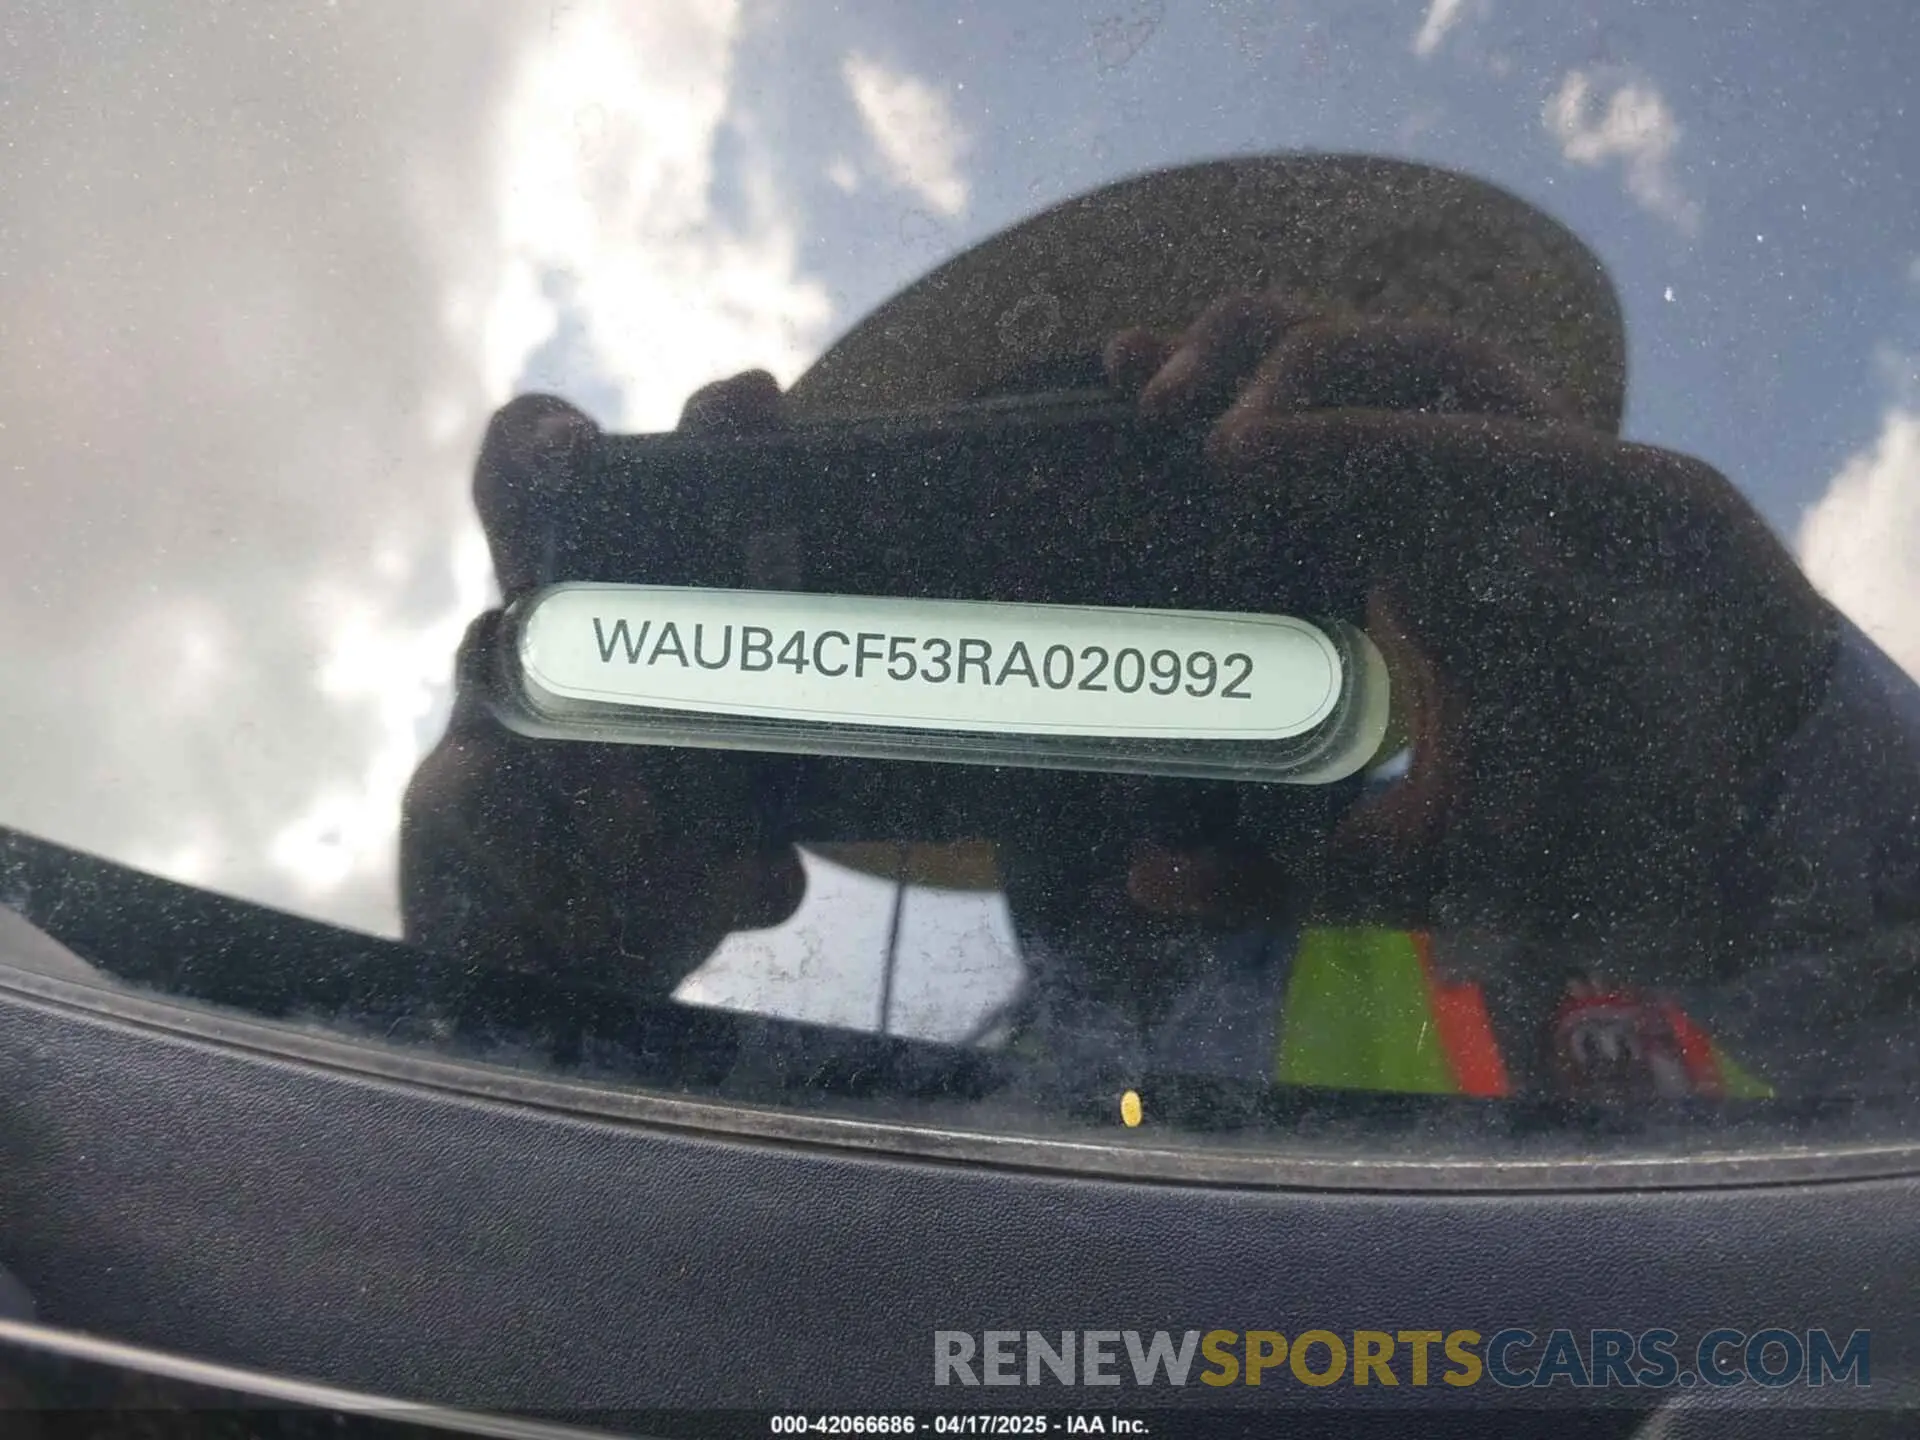 WAUB4CF53RA020992
RENEWSPORTSCARS.COM
000-42066686 - 04/17/2025 - IAA Inc.